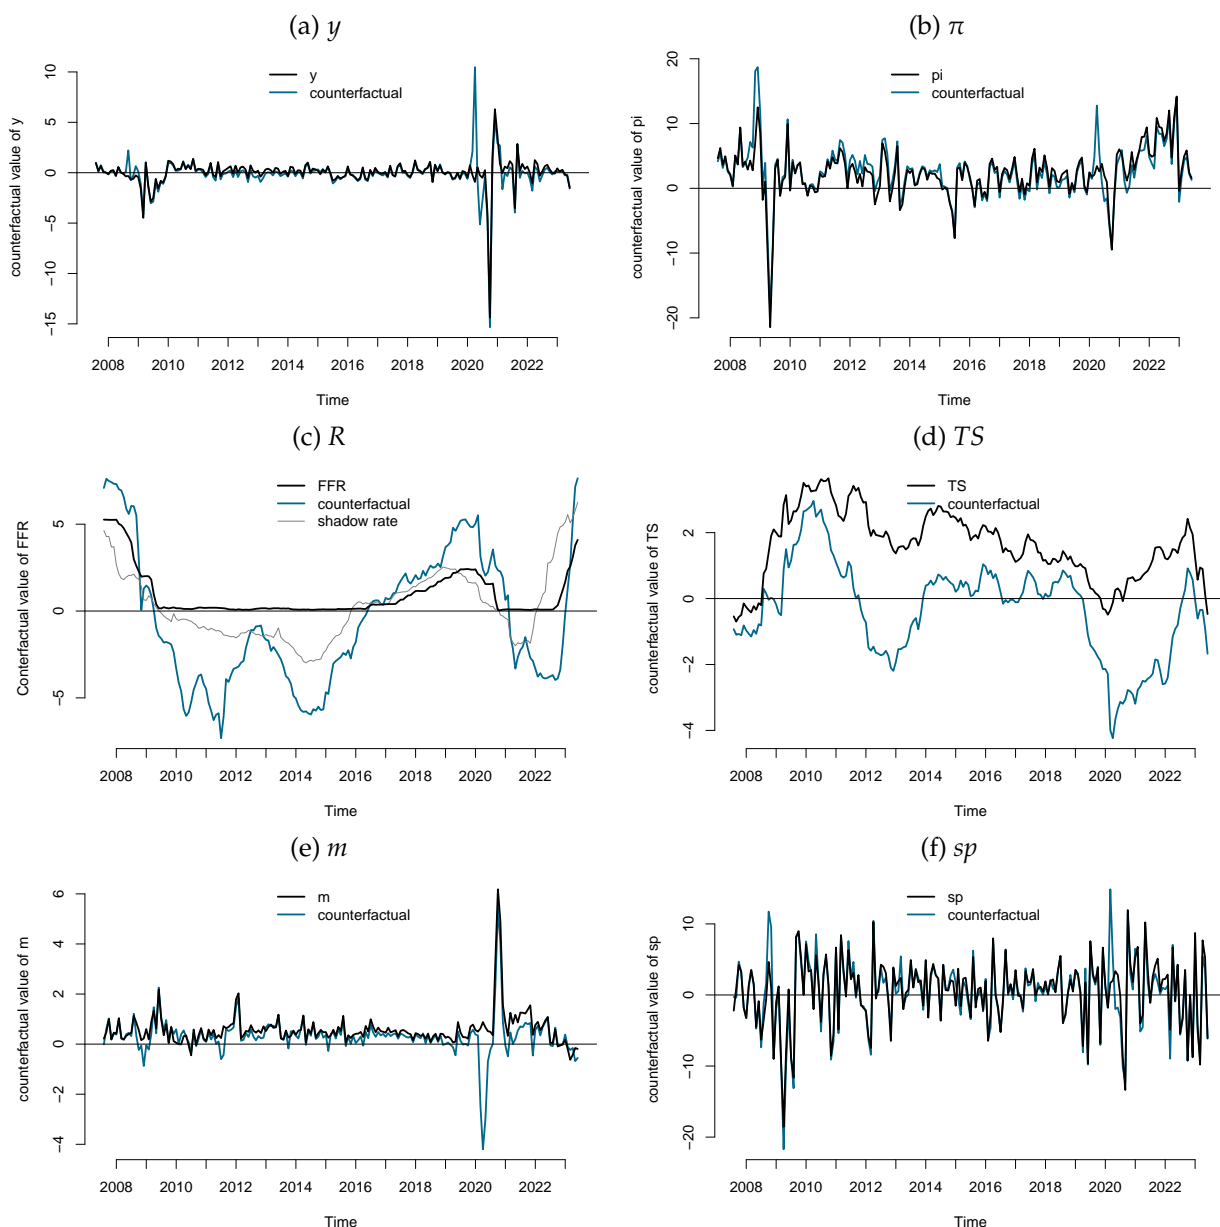 (a) y
y
counterfactual
counterfactual value of y
10
5
0
−5
−10
−15
2008 2010 2012 2014 2016 2018 2020 2022
Time
(b) π
pi
counterfactual
counterfactual value of pi
20
10
0
−10
−20
2008 2010 2012 2014 2016 2018 2020 2022
Time
(c) R
FFR
counterfactual
shadow rate
Conterfactual value of FFR
5
0
−5
2008 2010 2012 2014 2016 2018 2020 2022
Time
(d) TS
TS
counterfactual
counterfactual value of TS
2
0
−2
−4
2008 2010 2012 2014 2016 2018 2020 2022
Time
(e) m
m
counterfactual
counterfactual value of m
6
4
2
0
−2
−4
2008 2010 2012 2014 2016 2018 2020 2022
Time
(f) sp
sp
counterfactual
counterfactual value of sp
10
0
−10
−20
2008 2010 2012 2014 2016 2018 2020 2022
Time